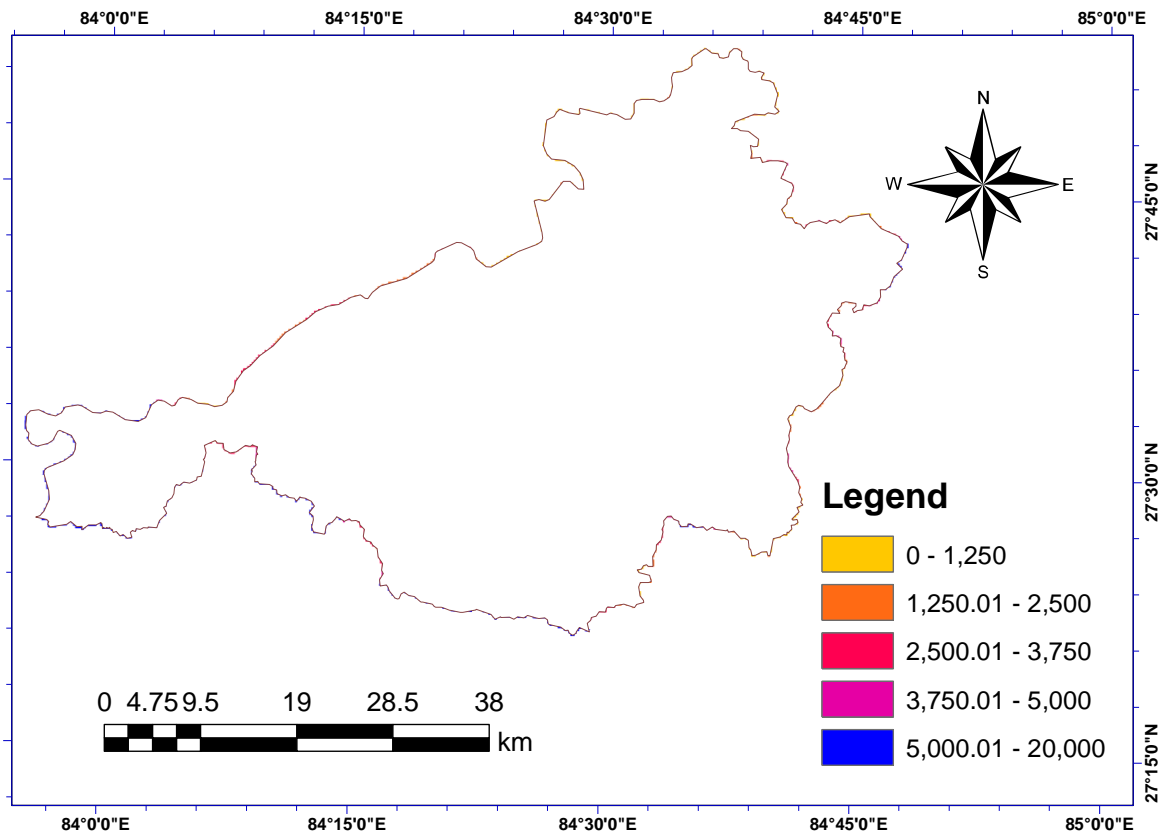 84°0'0"E 84°15'0"E 84°30'0"E 84°45'0"E 85°0'0"E
N
W E
S
27°45'0"N
27°30'0"N
27°15'0"N
Legend
0 - 1,250
1,250.01 - 2,500
2,500.01 - 3,750
3,750.01 - 5,000
5,000.01 - 20,000
0 4.75 9.5 19 28.5 38
km
84°0'0"E 84°15'0"E 84°30'0"E 84°45'0"E 85°0'0"E